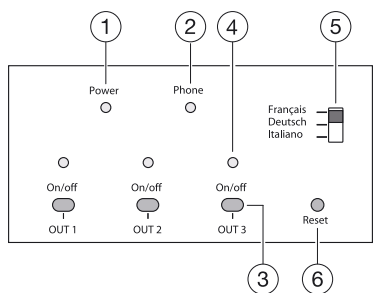 1 2 4 5
Power Phone
Français
Deutsch
Italiano
On/off On/off On/off
OUT 1 OUT 2 OUT 3
Reset
3 6